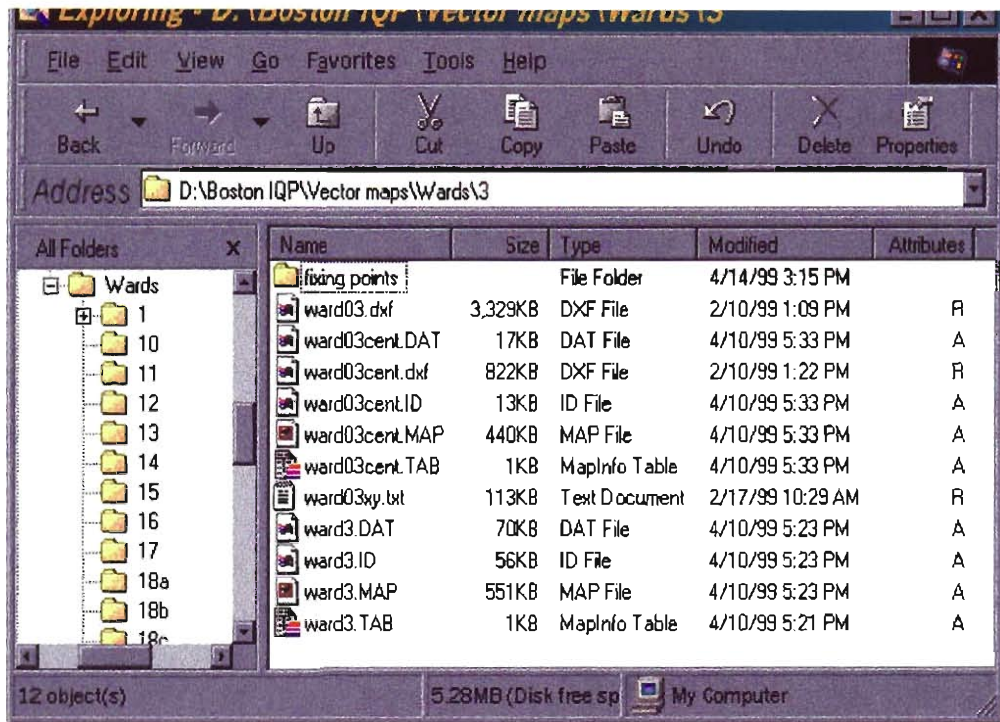 Exploring - D:\Boston IQP\Vector maps\Wards\3
File Edit View Go Favorites Tools Help
Back Forward Up Cut Copy Paste Undo Delete Properties
Address D:\Boston IQP\Vector maps\Wards\3
All Folders x Name Size Type Modified Attributes
Wards
1
10
11
12
13
14
15
16
17
18a
18b
18c
fixing points File Folder 4/14/99 3:15 PM
ward03.dxf 3,329KB DXF File 2/10/99 1:09 PM R
ward03cent.DAT 17KB DAT File 4/10/99 5:33 PM A
ward03cent.dxf 822KB DXF File 2/10/99 1:22 PM R
ward03cent.ID 13KB ID File 4/10/99 5:33 PM A
ward03cent.MAP 440KB MAP File 4/10/99 5:33 PM A
ward03cent.TAB 1KB MapInfo Table 4/10/99 5:33 PM A
ward03xy.txt 113KB Text Document 2/17/99 10:29 AM R
ward3.DAT 70KB DAT File 4/10/99 5:23 PM A
ward3.ID 56KB ID File 4/10/99 5:23 PM A
ward3.MAP 551KB MAP File 4/10/99 5:23 PM A
ward3.TAB 1KB MapInfo Table 4/10/99 5:21 PM A
12 object(s) 5.28MB (Disk free sp My Computer